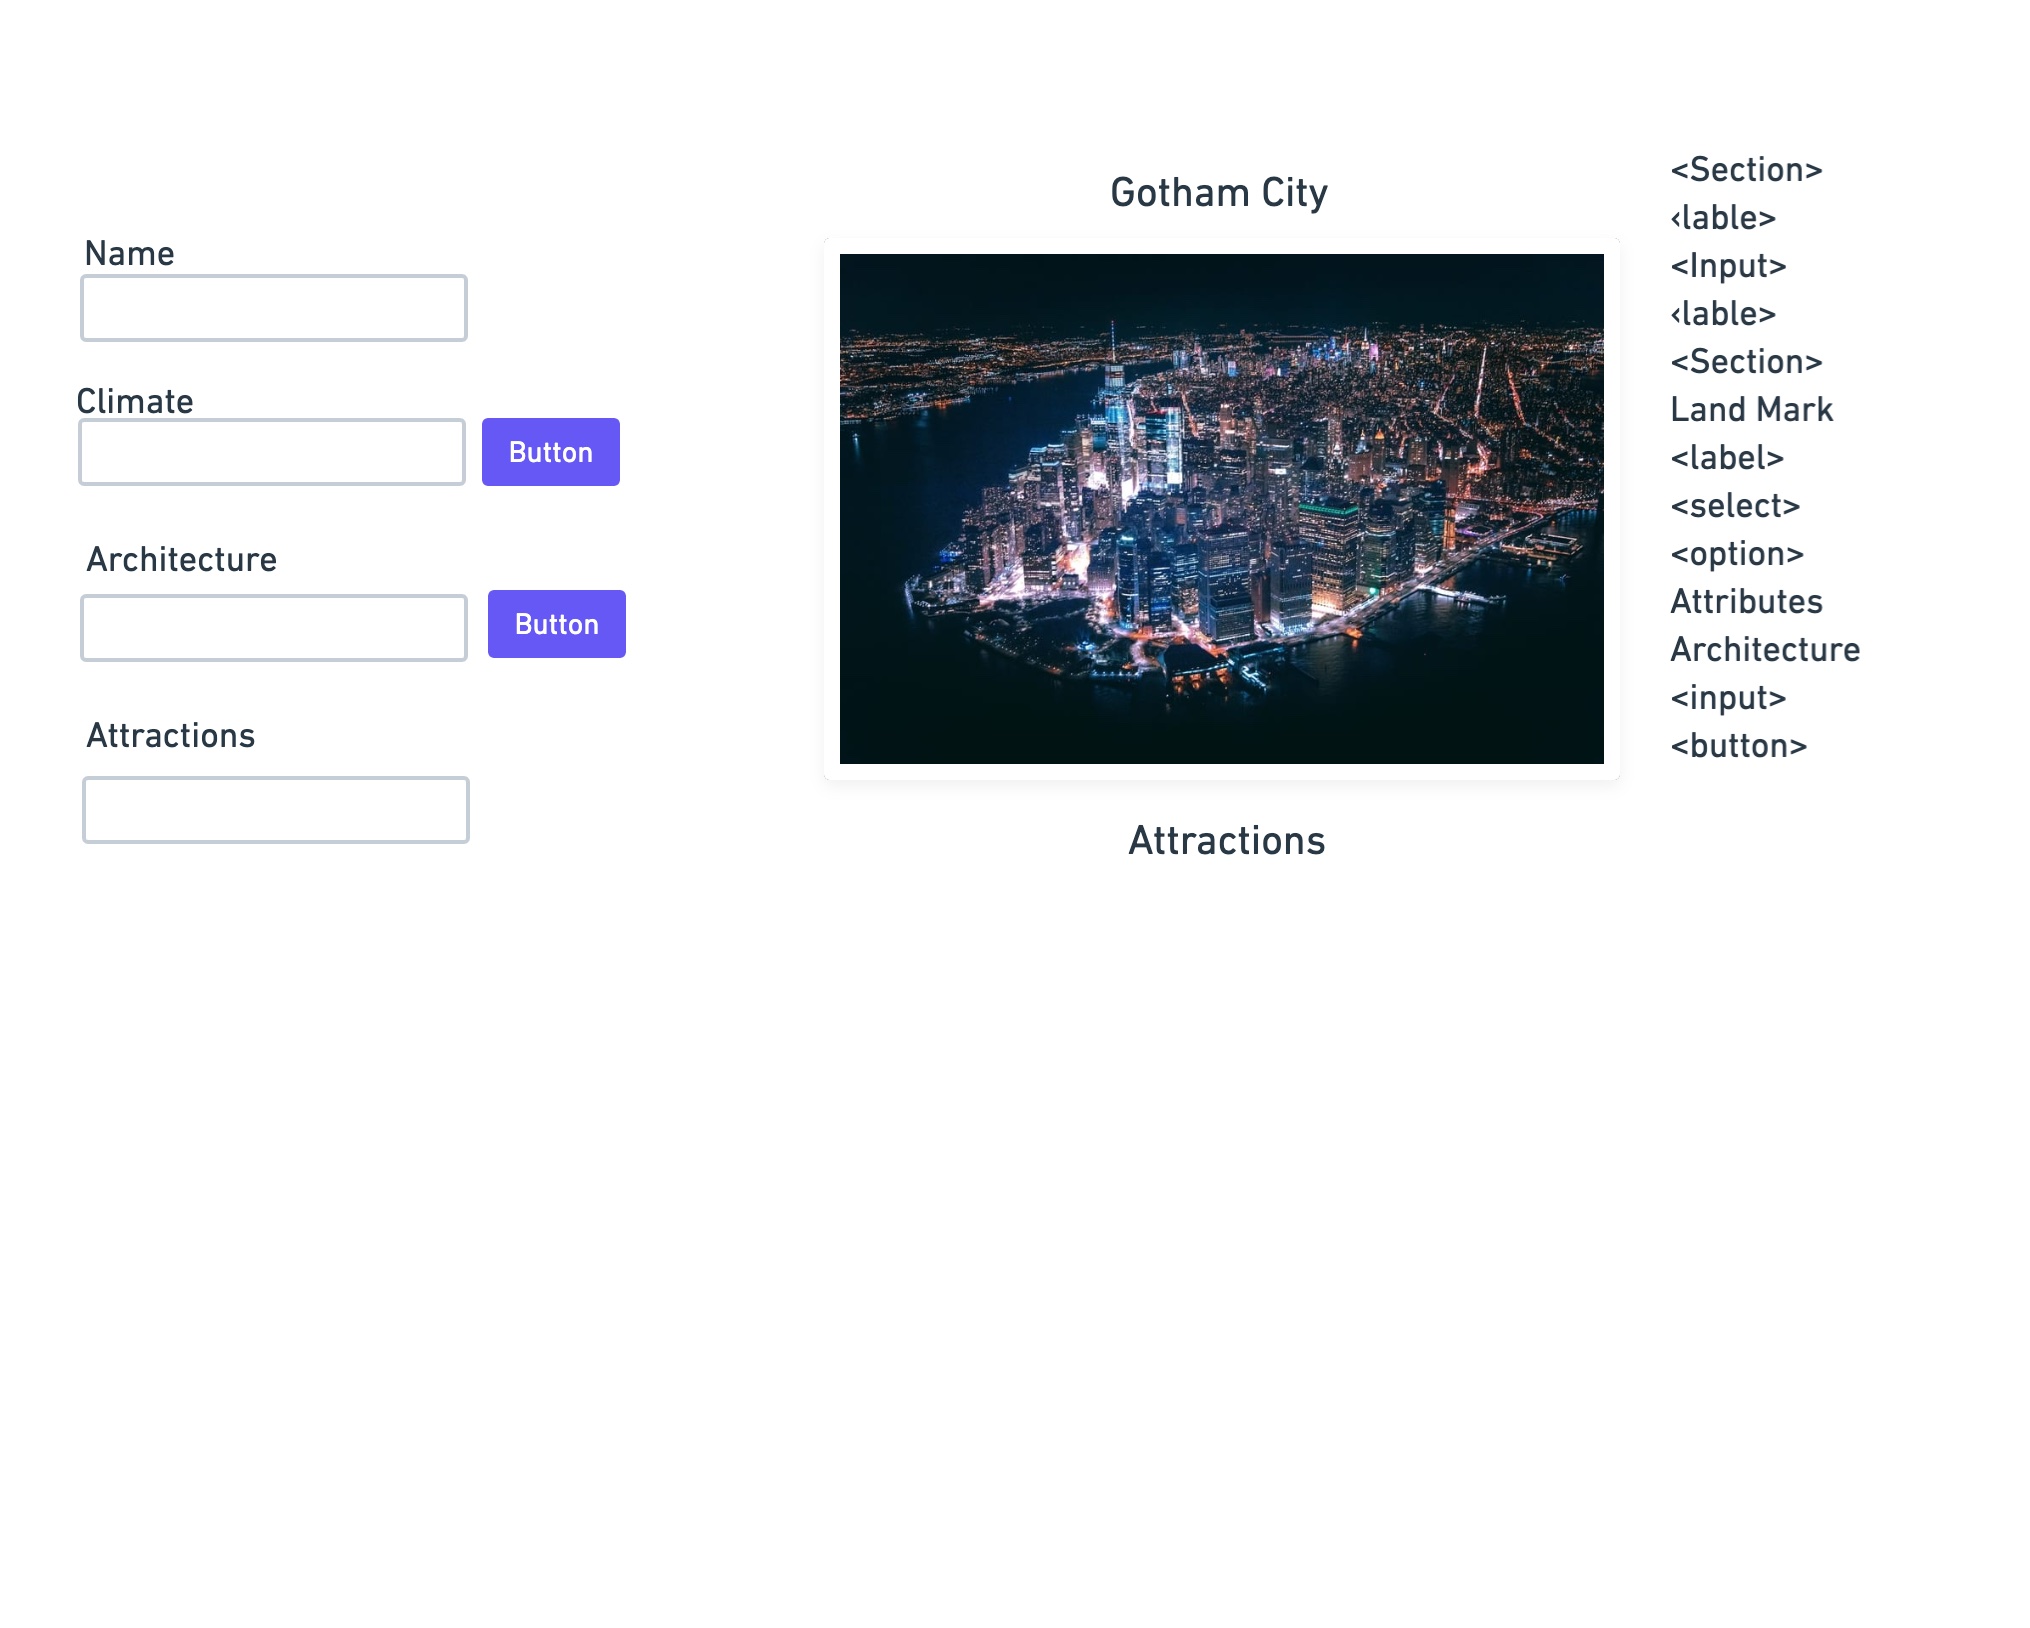 Name
Climate
Button
Architecture
Button
Attractions
Gotham City
Attractions
<Section>
‹lable>
<Input>
‹lable>
<Section>
Land Mark
<label>
<select>
<option>
Attributes
Architecture
<input>
<button>